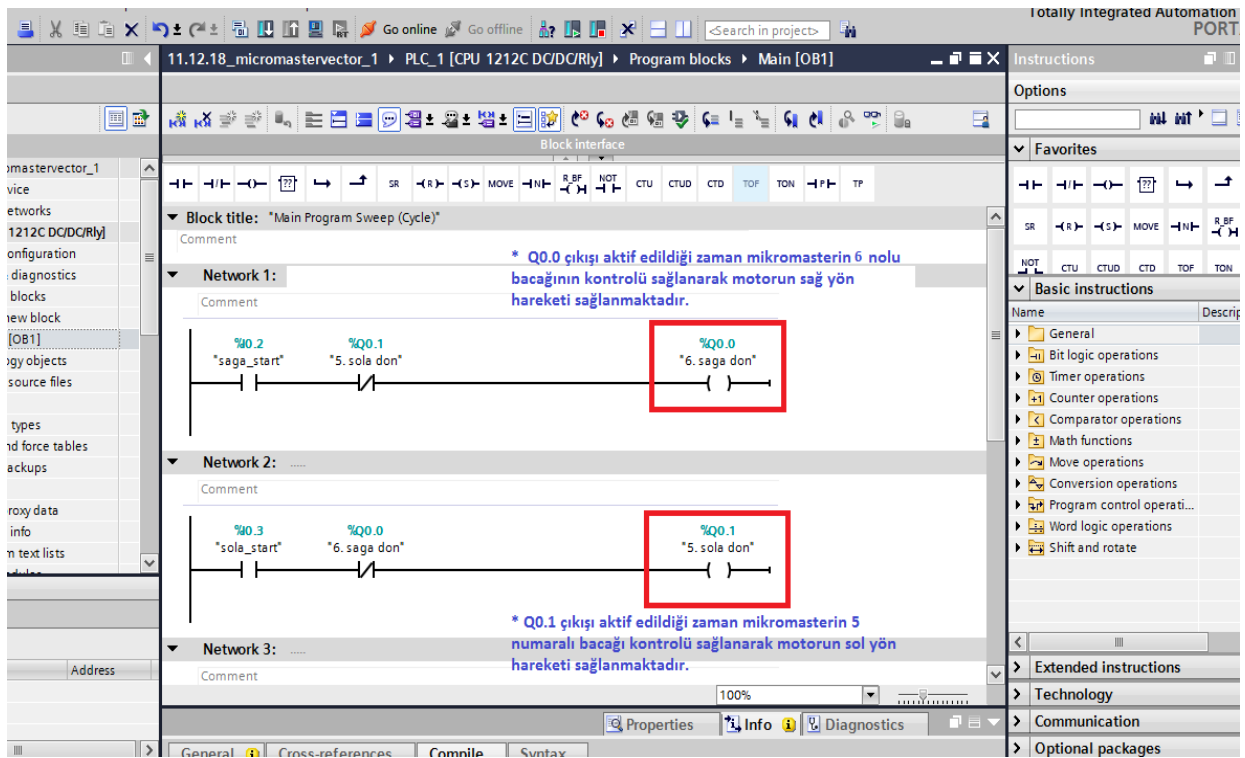 Totally Integrated Automation
PORT
Go online
Go offline
<Search in project>
11.12.18_micromastervector_1 ▸ PLC_1 [CPU 1212C DC/DC/Rly] ▸ Program blocks ▸ Main [OB1]
Instructions
Options
Block interface
omastervector_1
vice
etworks
1212C DC/DC/Rly]
onfiguration
diagnostics
blocks
new block
[OB1]
ogy objects
source files
types
nd force tables
ackups
roxy data
info
m text lists
Address
?? SR (R) (S) MOVE N R_BF NOT CTU CTUD CTD TOF TON P TP
Block title: "Main Program Sweep (Cycle)"
Comment
* Q0.0 çıkışı aktif edildiği zaman mikromasterin 6 nolu
bacağının kontrolü sağlanarak motorun sağ yön
hareketi sağlanmaktadır.
Network 1:
Comment
%I0.2 %Q0.1 %Q0.0
"saga_start" "5. sola don" "6. saga don"
Network 2: .....
Comment
%I0.3 %Q0.0 %Q0.1
"sola_start" "6. saga don" "5. sola don"
* Q0.1 çıkışı aktif edildiği zaman mikromasterin 5
numaralı bacağı kontrolü sağlanarak motorun sol yön
hareketi sağlanmaktadır.
Network 3: .....
Comment
100%
Properties Info Diagnostics
General Cross-references Compile Syntax
Favorites
??
SR (R) (S) MOVE N R_BF
NOT CTU CTUD CTD TOF TON
Basic instructions
Name Descrip
General
Bit logic operations
Timer operations
Counter operations
Comparator operations
Math functions
Move operations
Conversion operations
Program control operati...
Word logic operations
Shift and rotate
Extended instructions
Technology
Communication
Optional packages